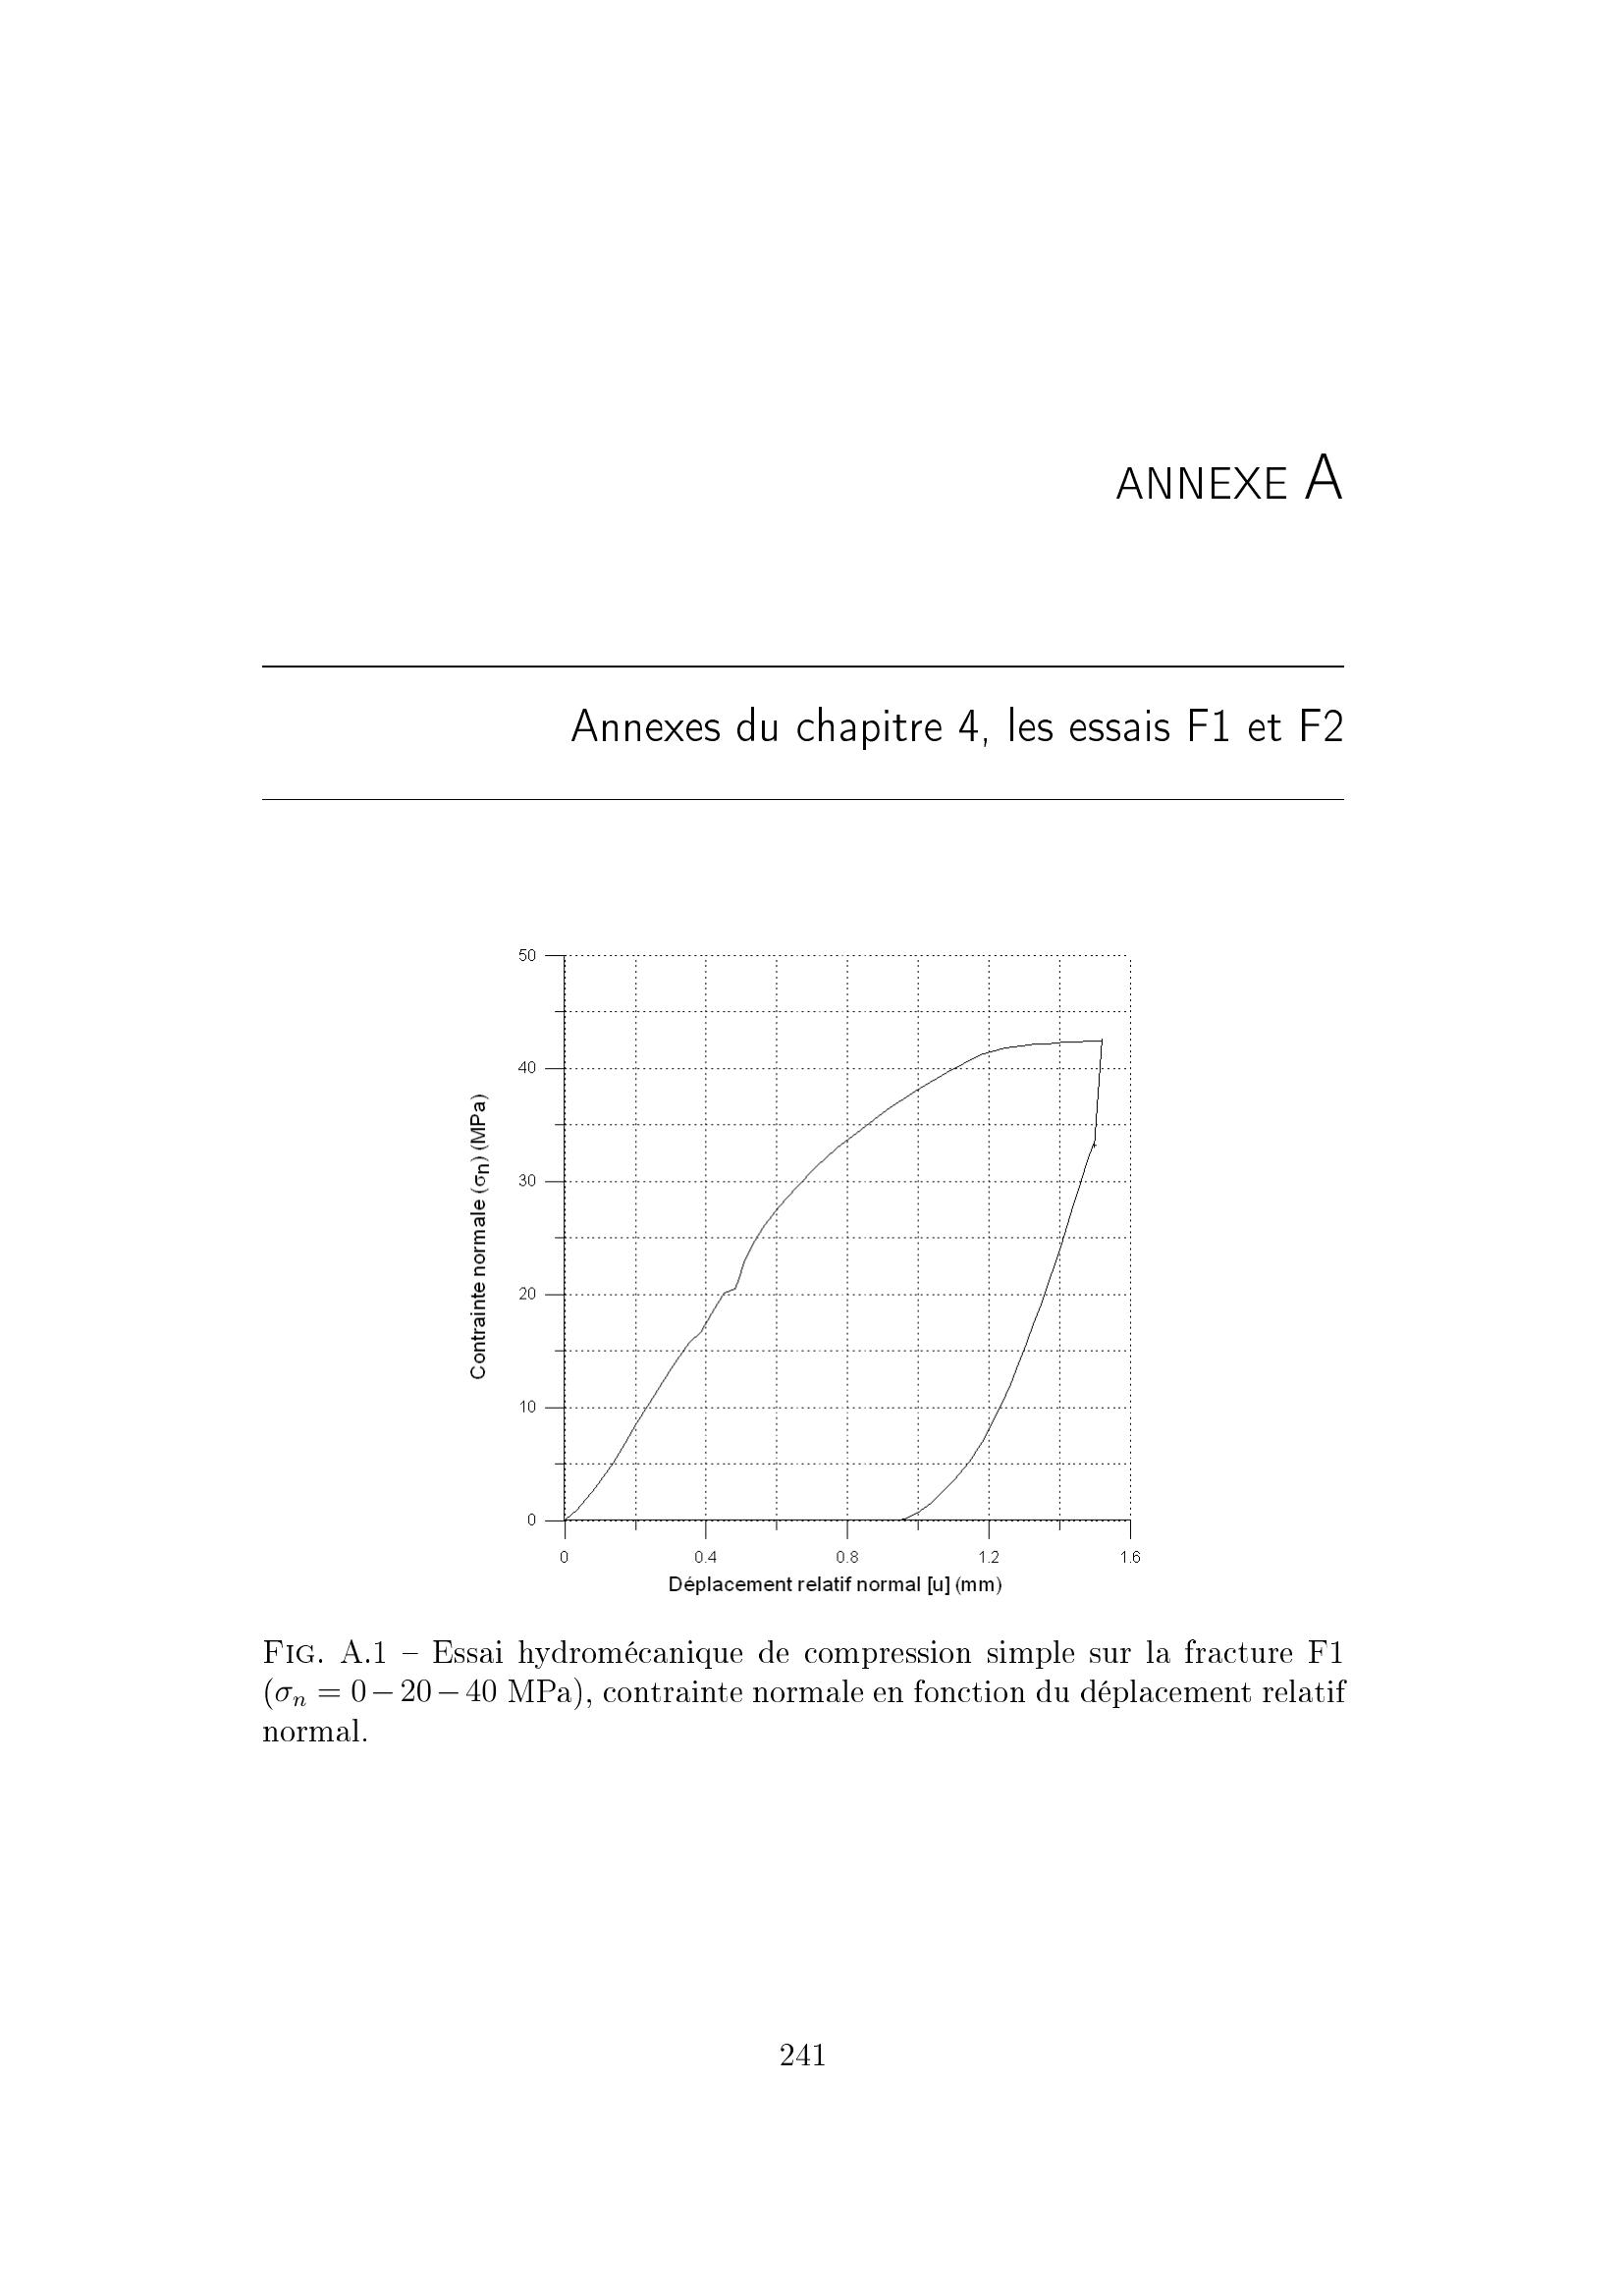 ANNEXE A
Annexes du chapitre 4, les essais F1 et F2
50
40
30
20
10
0
Contrainte normale (σn) (MPa)
0 0.4 0.8 1.2 1.6
Déplacement relatif normal [u] (mm)
FIG. A.1 – Essai hydromécanique de compression simple sur la fracture F1
(σn = 0 – 20 – 40 MPa), contrainte normale en fonction du déplacement relatif
normal.
241